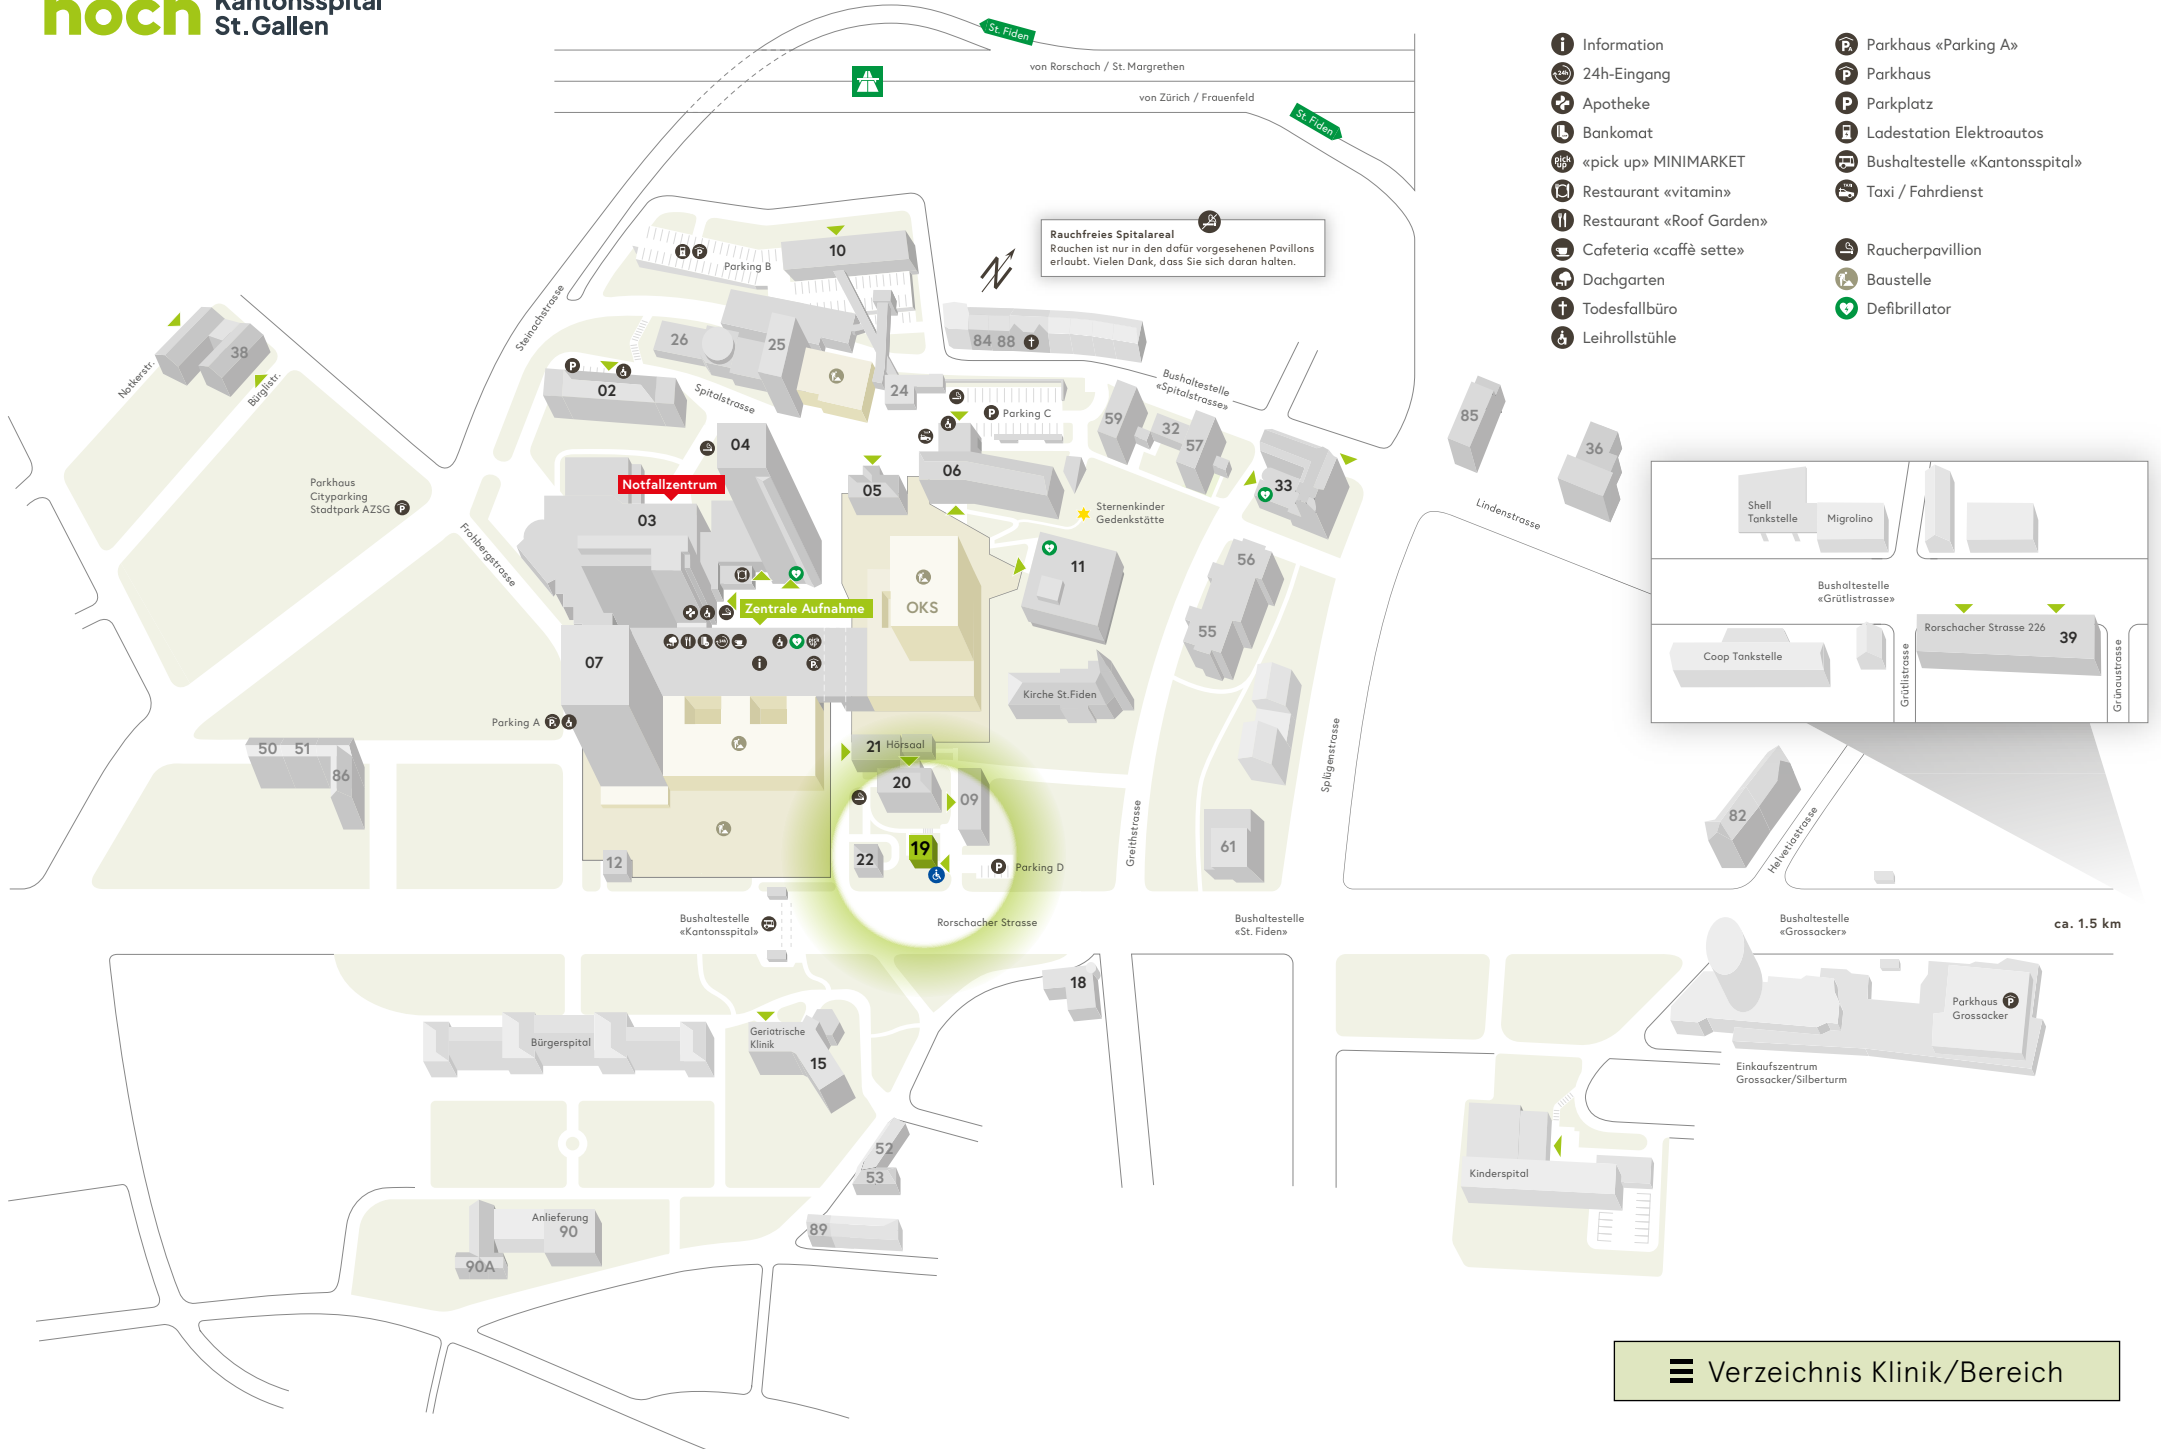 noch Kantonsspital
St.Gallen
St. Fiden
von Rorschach / St. Margrethen
von Zürich / Frauenfeld
St. Fiden
Information
24h-Eingang
Apotheke
Bankomat
«pick up» MINIMARKET
Restaurant «vitamin»
Restaurant «Roof Garden»
Cafeteria «caffè sette»
Dachgarten
Todesfallbüro
Leihrollstühle
Parkhaus «Parking A»
Parkhaus
Parkplatz
Ladestation Elektroautos
Bushaltestelle «Kantonsspital»
Taxi / Fahrdienst
Raucherpavillion
Baustelle
Defibrillator
Rauchfreies Spitalareal
Rauchen ist nur in den dafür vorgesehenen Pavillons
erlaubt. Vielen Dank, dass Sie sich daran halten.
N
10
Parking B
Steinachstrasse
26
25
84 88
38
Notkerstr.
Bürglistr.
02
Spitalstrasse
24
Bushaltestelle
«Spitalstrasse»
Parking C
59
32
57
85
36
04
06
05
33
Notfallzentrum
03
Parkhaus
Cityparking
Stadtpark AZSG
Frohbergstrasse
Sternenkinder
Gedenkstätte
Lindenstrasse
11
56
55
OKS
Zentrale Aufnahme
07
Kirche St.Fiden
Parking A
Shell
Tankstelle
Migrolino
Bushaltestelle
«Grütlistrasse»
Rorschacher Strasse 226
39
Coop Tankstelle
Grütlistrasse
Grünaustrasse
50 51
86
21 Hörsaal
20
09
19
22
12
Parking D
Greithstrasse
Splügenstrasse
61
82
Helvetiastrasse
Bushaltestelle
«Kantonsspital»
Rorschacher Strasse
Bushaltestelle
«St. Fiden»
Bushaltestelle
«Grossacker»
ca. 1.5 km
18
Bürgerspital
Geriatrische
Klinik
15
Parkhaus
Grossacker
Einkaufszentrum
Grossacker/Silberturm
52
53
89
Kinderspital
Anlieferung
90
90A
Verzeichnis Klinik/Bereich